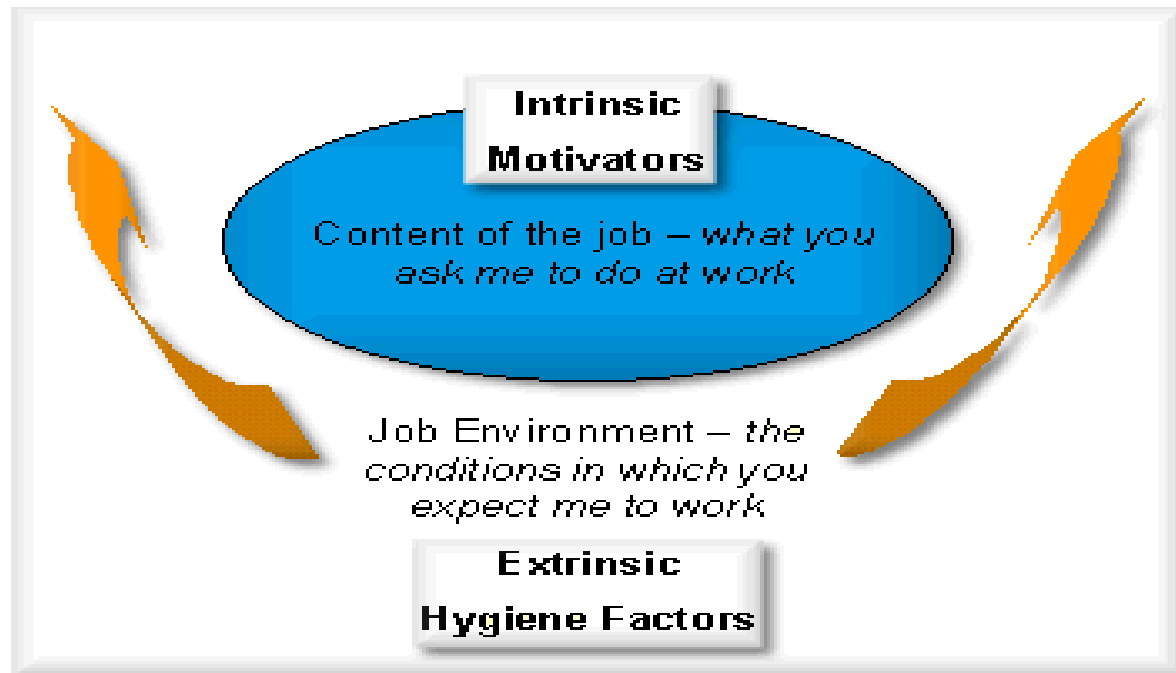 Intrinsic
Motivators
Content of the job – what you
ask me to do at work
Job Environment – the
conditions in which you
expect me to work
Extrinsic
Hygiene Factors